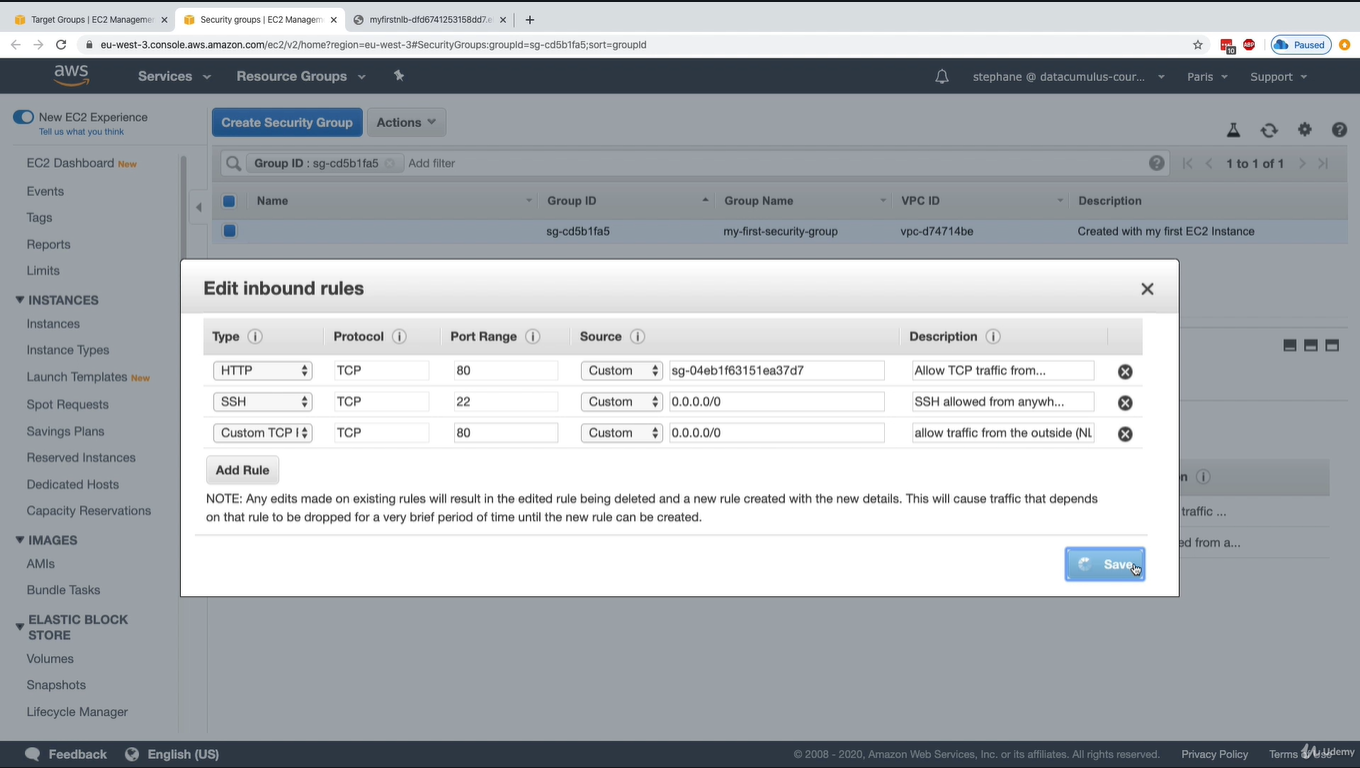 Target Groups | EC2 Manageme
Security groups | EC2 Managem
myfirstnlb-dfd6741253158dd7.e
eu-west-3.console.aws.amazon.com/ec2/v2/home?region=eu-west-3#SecurityGroups:groupId=sg-cd5b1fa5;sort=groupId
10
ABP
Paused
aws
Services
Resource Groups
stephane @ datacumulus-cour...
Paris
Support
New EC2 Experience
Tell us what you think
EC2 Dashboard New
Events
Tags
Reports
Limits
INSTANCES
Instances
Instance Types
Launch Templates New
Spot Requests
Savings Plans
Reserved Instances
Dedicated Hosts
Capacity Reservations
IMAGES
AMIs
Bundle Tasks
ELASTIC BLOCK
STORE
Volumes
Snapshots
Lifecycle Manager
Create Security Group
Actions
Group ID : sg-cd5b1fa5
Add filter
1 to 1 of 1
Name
Group ID
Group Name
VPC ID
Description
sg-cd5b1fa5
my-first-security-group
vpc-d74714be
Created with my first EC2 Instance
Edit inbound rules
Type
Protocol
Port Range
Source
Description
HTTP TCP 80 Custom sg-04eb1f63151ea37d7 Allow TCP traffic from...
SSH TCP 22 Custom 0.0.0.0/0 SSH allowed from anywh...
Custom TCP TCP 80 Custom 0.0.0.0/0 allow traffic from the outside (NL
Add Rule
NOTE: Any edits made on existing rules will result in the edited rule being deleted and a new rule created with the new details. This will cause traffic that depends
on that rule to be dropped for a very brief period of time until the new rule can be created.
Save
n
traffic ...
ed from a...
Feedback
English (US)
© 2008 - 2020, Amazon Web Services, Inc. or its affiliates. All rights reserved.
Privacy Policy
Terms
Udemy